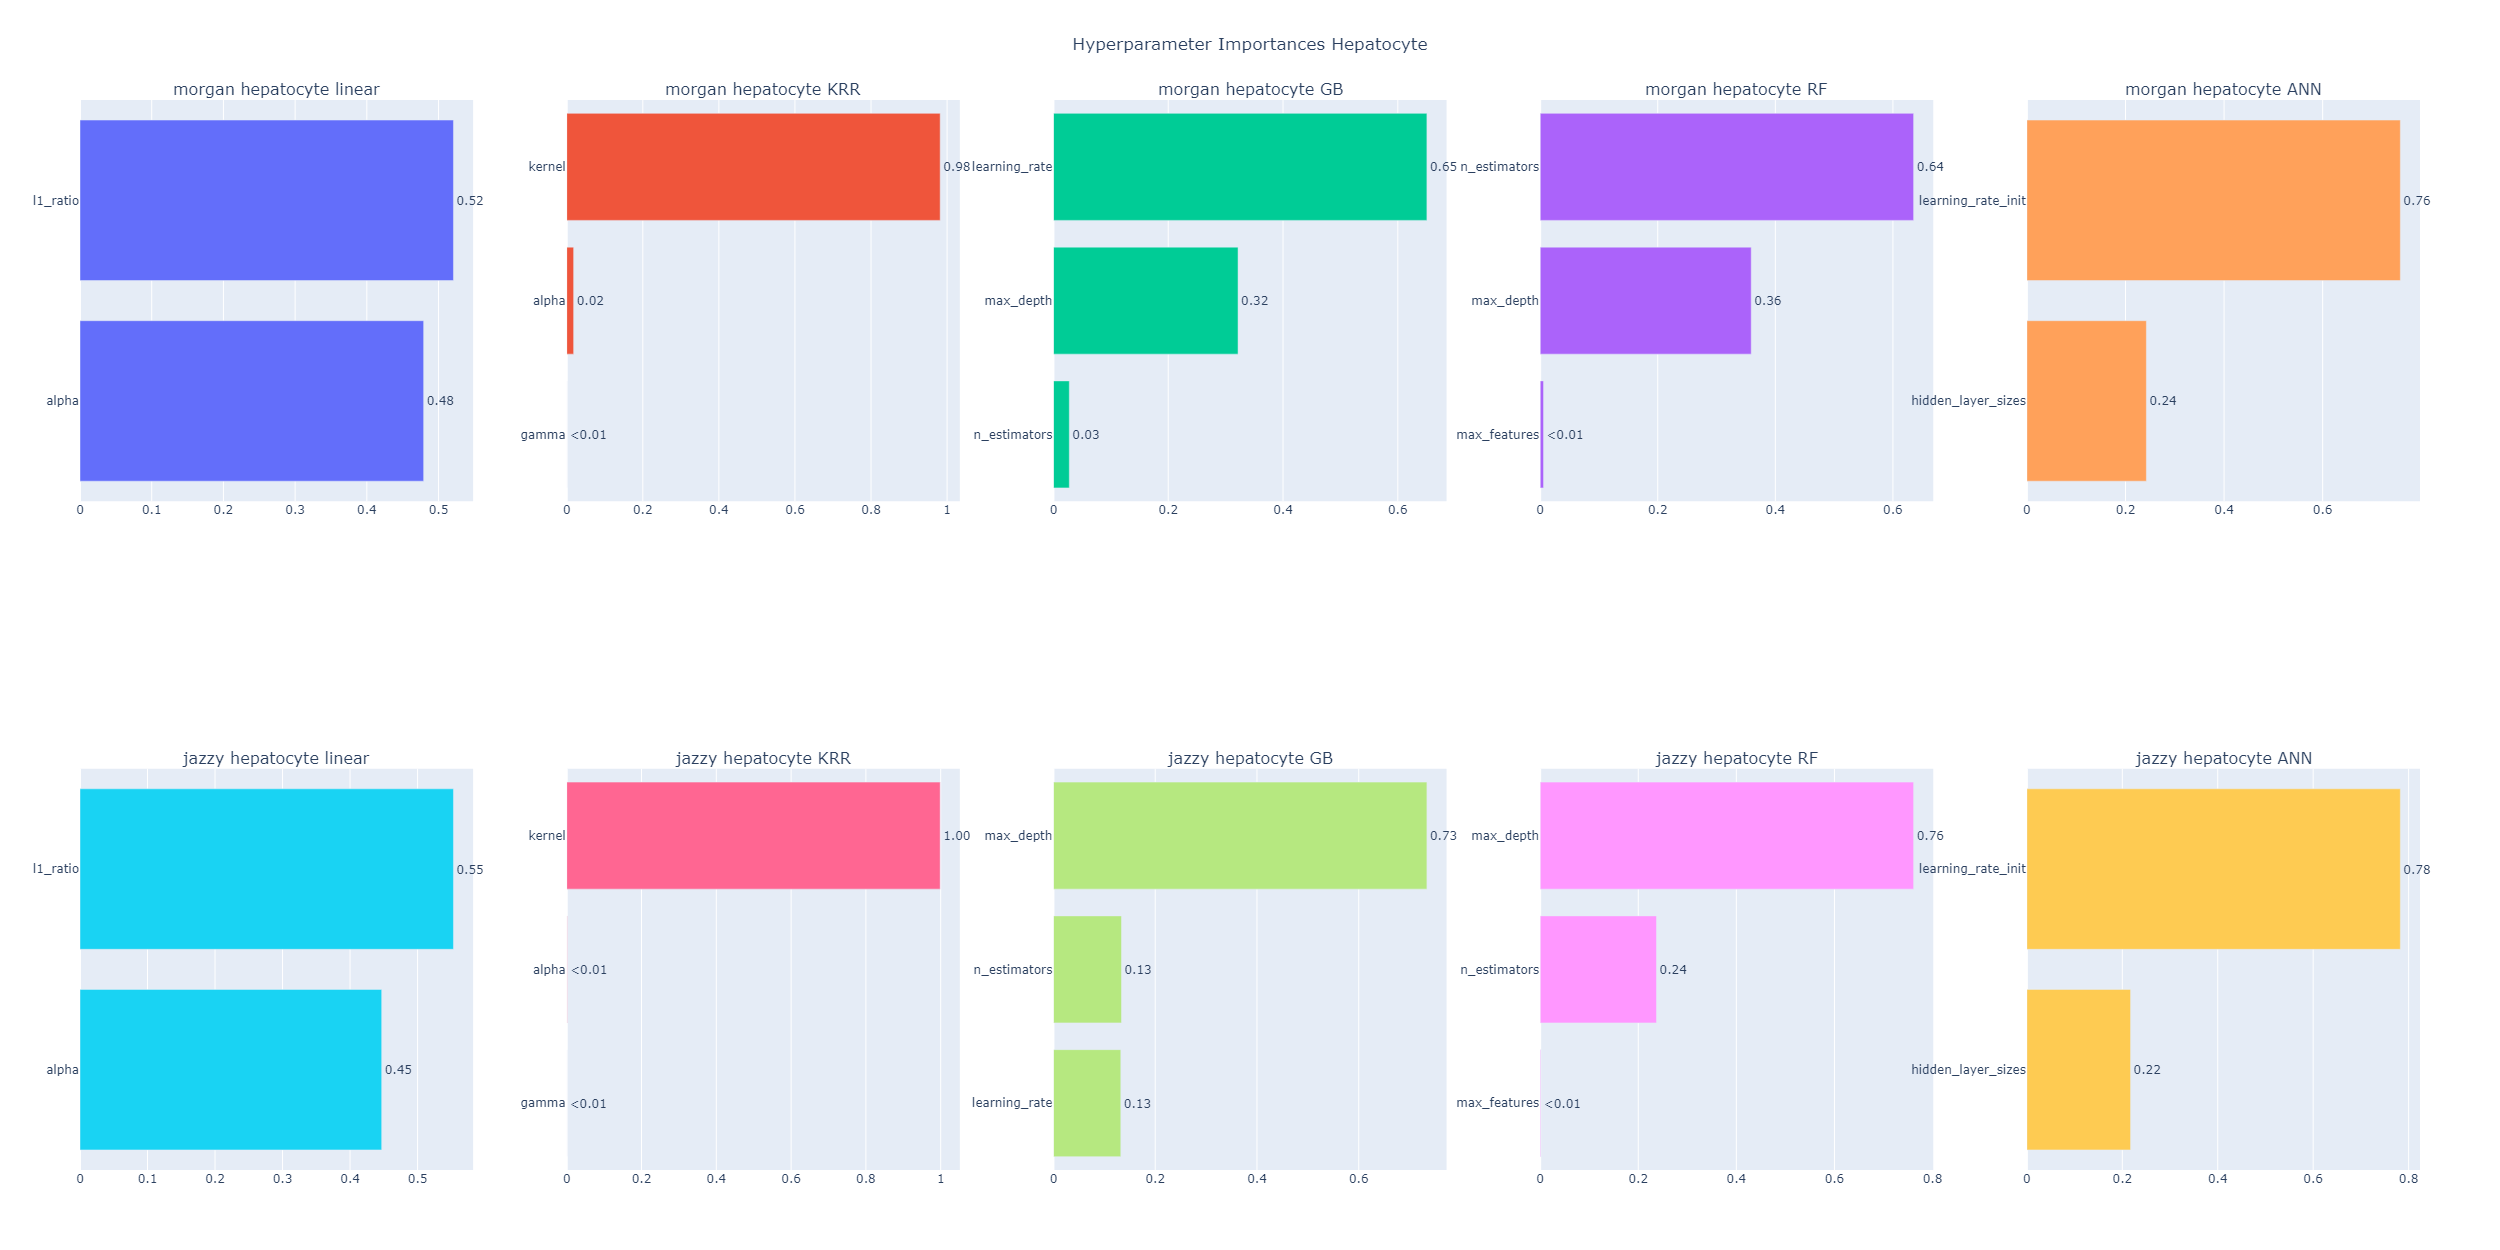 Hyperparameter Importances Hepatocyte
morgan hepatocyte linear
l1_ratio
0.52
alpha
0.48
0 0.1 0.2 0.3 0.4 0.5
morgan hepatocyte KRR
kernel
0.98
alpha
0.02
gamma
<0.01
0 0.2 0.4 0.6 0.8 1
morgan hepatocyte GB
learning_rate
0.65
max_depth
0.32
n_estimators
0.03
0 0.2 0.4 0.6
morgan hepatocyte RF
n_estimators
0.64
max_depth
0.36
max_features
<0.01
0 0.2 0.4 0.6
morgan hepatocyte ANN
learning_rate_init
0.76
hidden_layer_sizes
0.24
0 0.2 0.4 0.6
jazzy hepatocyte linear
l1_ratio
0.55
alpha
0.45
0 0.1 0.2 0.3 0.4 0.5
jazzy hepatocyte KRR
kernel
1.00
alpha
<0.01
gamma
<0.01
0 0.2 0.4 0.6 0.8 1
jazzy hepatocyte GB
max_depth
0.73
n_estimators
0.13
learning_rate
0.13
0 0.2 0.4 0.6
jazzy hepatocyte RF
max_depth
0.76
n_estimators
0.24
max_features
<0.01
0 0.2 0.4 0.6 0.8
jazzy hepatocyte ANN
learning_rate_init
0.78
hidden_layer_sizes
0.22
0 0.2 0.4 0.6 0.8